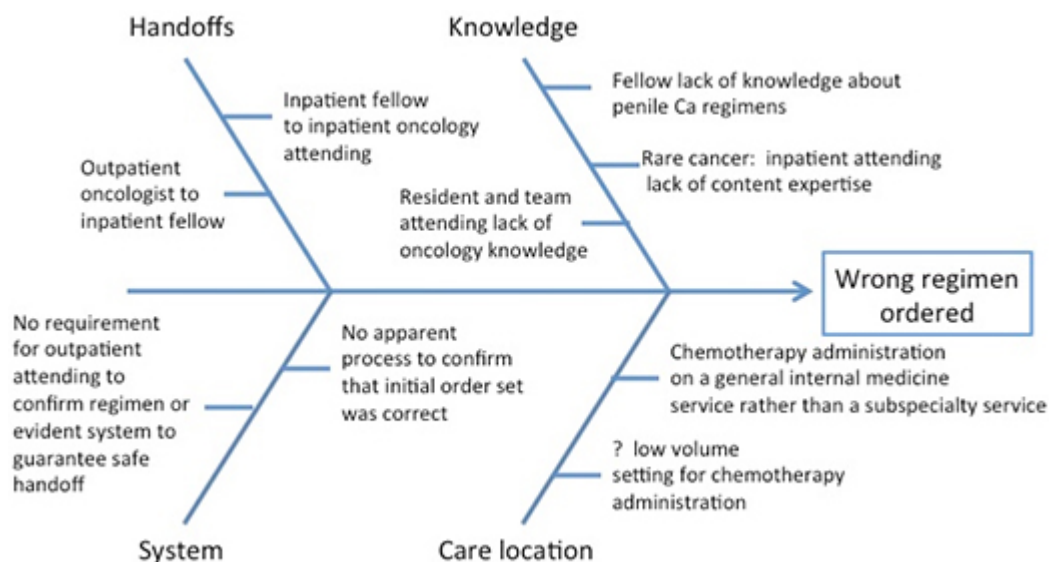 Handoffs
Knowledge
Inpatient fellow
to inpatient oncology
attending
Outpatient
oncologist to
inpatient fellow
Fellow lack of knowledge about
penile Ca regimens
Rare cancer: inpatient attending
lack of content expertise
Resident and team
attending lack of
oncology knowledge
Wrong regimen
ordered
No requirement
for outpatient
attending to
confirm regimen or
evident system to
guarantee safe
handoff
No apparent
process to confirm
that initial order set
was correct
Chemotherapy administration
on a general internal medicine
service rather than a subspecialty service
? low volume
setting for chemotherapy
administration
System
Care location